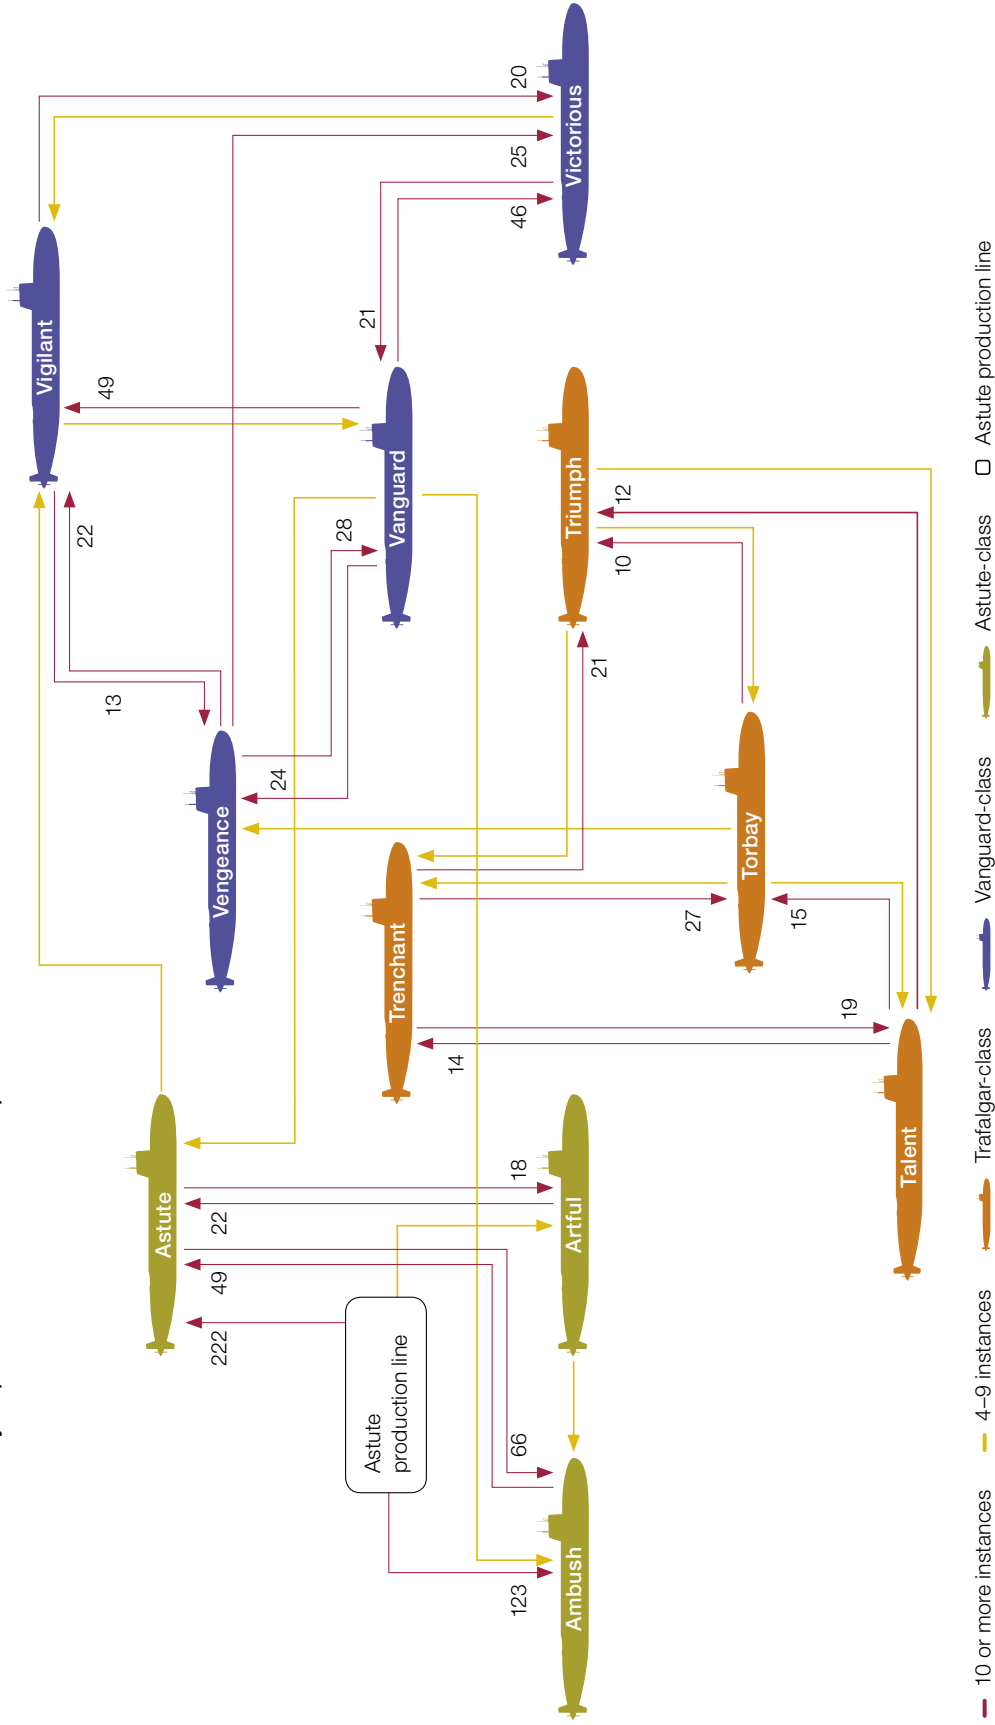 Vigilant
Victorious
Vanguard
Vengeance
Triumph
Trenchant
Torbay
Talent
Astute
Artful
Ambush
Astute
production line
20
25
46
21
49
22
13
28
24
12
10
21
27
15
19
14
18
22
49
222
66
123
10 or more instances
4–9 instances
Trafalgar-class
Vanguard-class
Astute-class
Astute production line